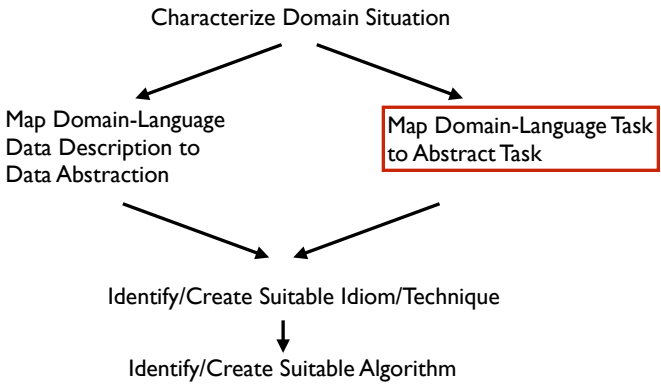 Characterize Domain Situation
Map Domain-Language
Data Description to
Data Abstraction
Map Domain-Language Task
to Abstract Task
Identify/Create Suitable Idiom/Technique
Identify/Create Suitable Algorithm